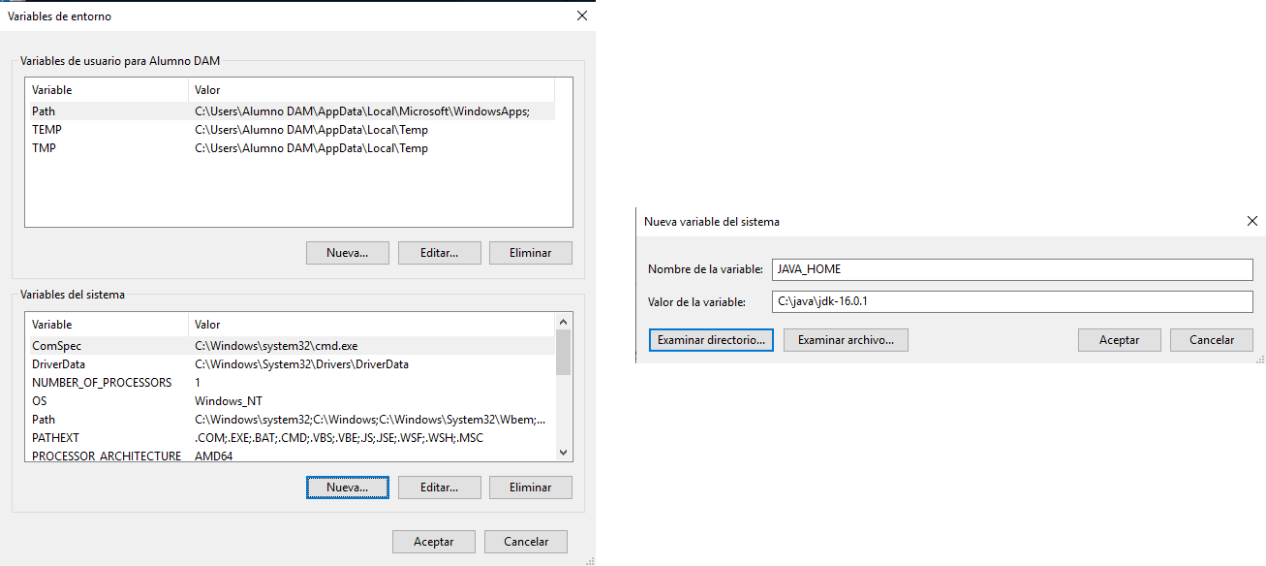 Variables de entorno
Variables de usuario para Alumno DAM
Variable Valor
Path C:\Users\Alumno DAM\AppData\Local\Microsoft\WindowsApps;
TEMP C:\Users\Alumno DAM\AppData\Local\Temp
TMP C:\Users\Alumno DAM\AppData\Local\Temp
Nueva... Editar... Eliminar
Variables del sistema
Variable Valor
ComSpec C:\Windows\system32\cmd.exe
DriverData C:\Windows\System32\Drivers\DriverData
NUMBER_OF_PROCESSORS 1
OS Windows_NT
Path C:\Windows\system32;C:\Windows;C:\Windows\System32\Wbem;...
PATHEXT .COM;.EXE;.BAT;.CMD;.VBS;.VBE;.JS;.JSE;.WSF;.WSH;.MSC
PROCESSOR_ARCHITECTURE AMD64
Nueva... Editar... Eliminar
Aceptar Cancelar
Nueva variable del sistema
Nombre de la variable: JAVA_HOME
Valor de la variable: C:\java\jdk-16.0.1
Examinar directorio... Examinar archivo... Aceptar Cancelar